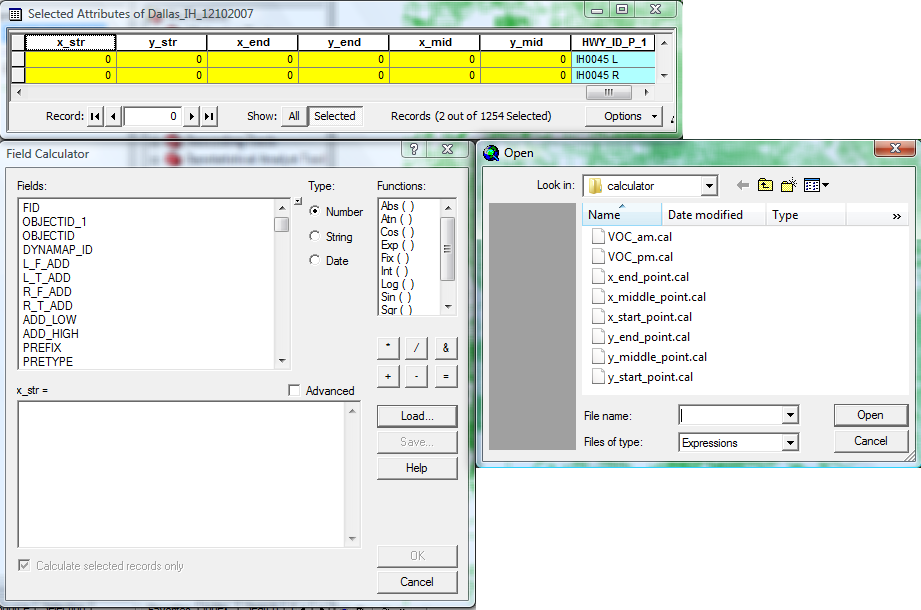 Selected Attributes of Dallas_IH_12102007
x_str y_str x_end y_end x_mid y_mid HWY_ID_P_1
0 0 0 0 0 0 IH0045 L
0 0 0 0 0 0 IH0045 R
Record: 0 Show: All Selected Records (2 out of 1254 Selected) Options
Field Calculator
Fields:
FID
OBJECTID_1
OBJECTID
DYNAMAP_ID
L_F_ADD
L_T_ADD
R_F_ADD
R_T_ADD
ADD_LOW
ADD_HIGH
PREFIX
PRETYPE
Type:
Number
String
Date
Functions:
Abs ( )
Atn ( )
Cos ( )
Exp ( )
Fix ( )
Int ( )
Log ( )
Sin ( )
Sqr ( )
* / &
+ - =
x_str =
Advanced
Load...
Save...
Help
Calculate selected records only
OK
Cancel
Open
Look in: calculator
Name Date modified Type »
VOC_am.cal
VOC_pm.cal
x_end_point.cal
x_middle_point.cal
x_start_point.cal
y_end_point.cal
y_middle_point.cal
y_start_point.cal
File name: Open
Files of type: Expressions Cancel